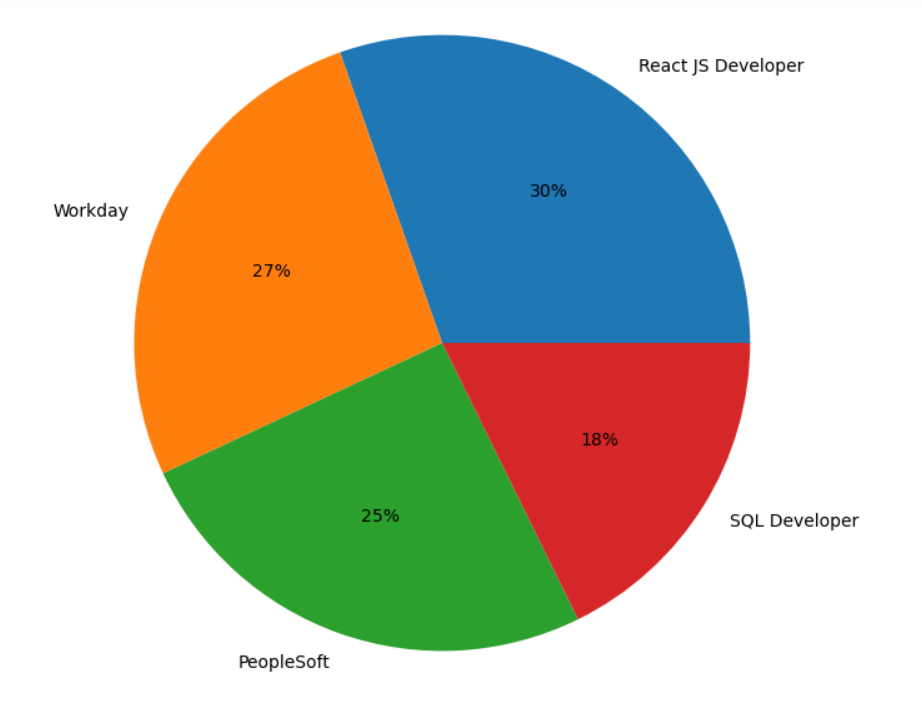 React JS Developer
30%
Workday
27%
25%
18%
SQL Developer
PeopleSoft